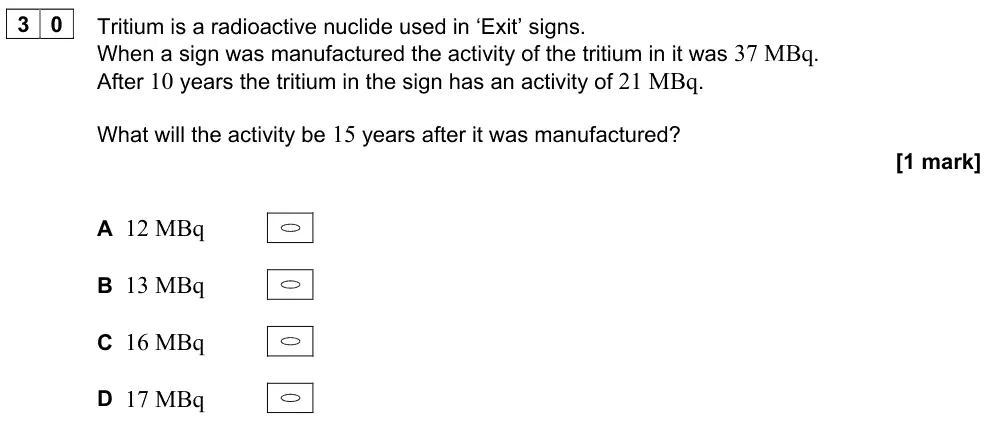 3 0 Tritium is a radioactive nuclide used in ‘Exit’ signs.
When a sign was manufactured the activity of the tritium in it was 37 MBq.
After 10 years the tritium in the sign has an activity of 21 MBq.
What will the activity be 15 years after it was manufactured?
[1 mark]
A 12 MBq
B 13 MBq
C 16 MBq
D 17 MBq